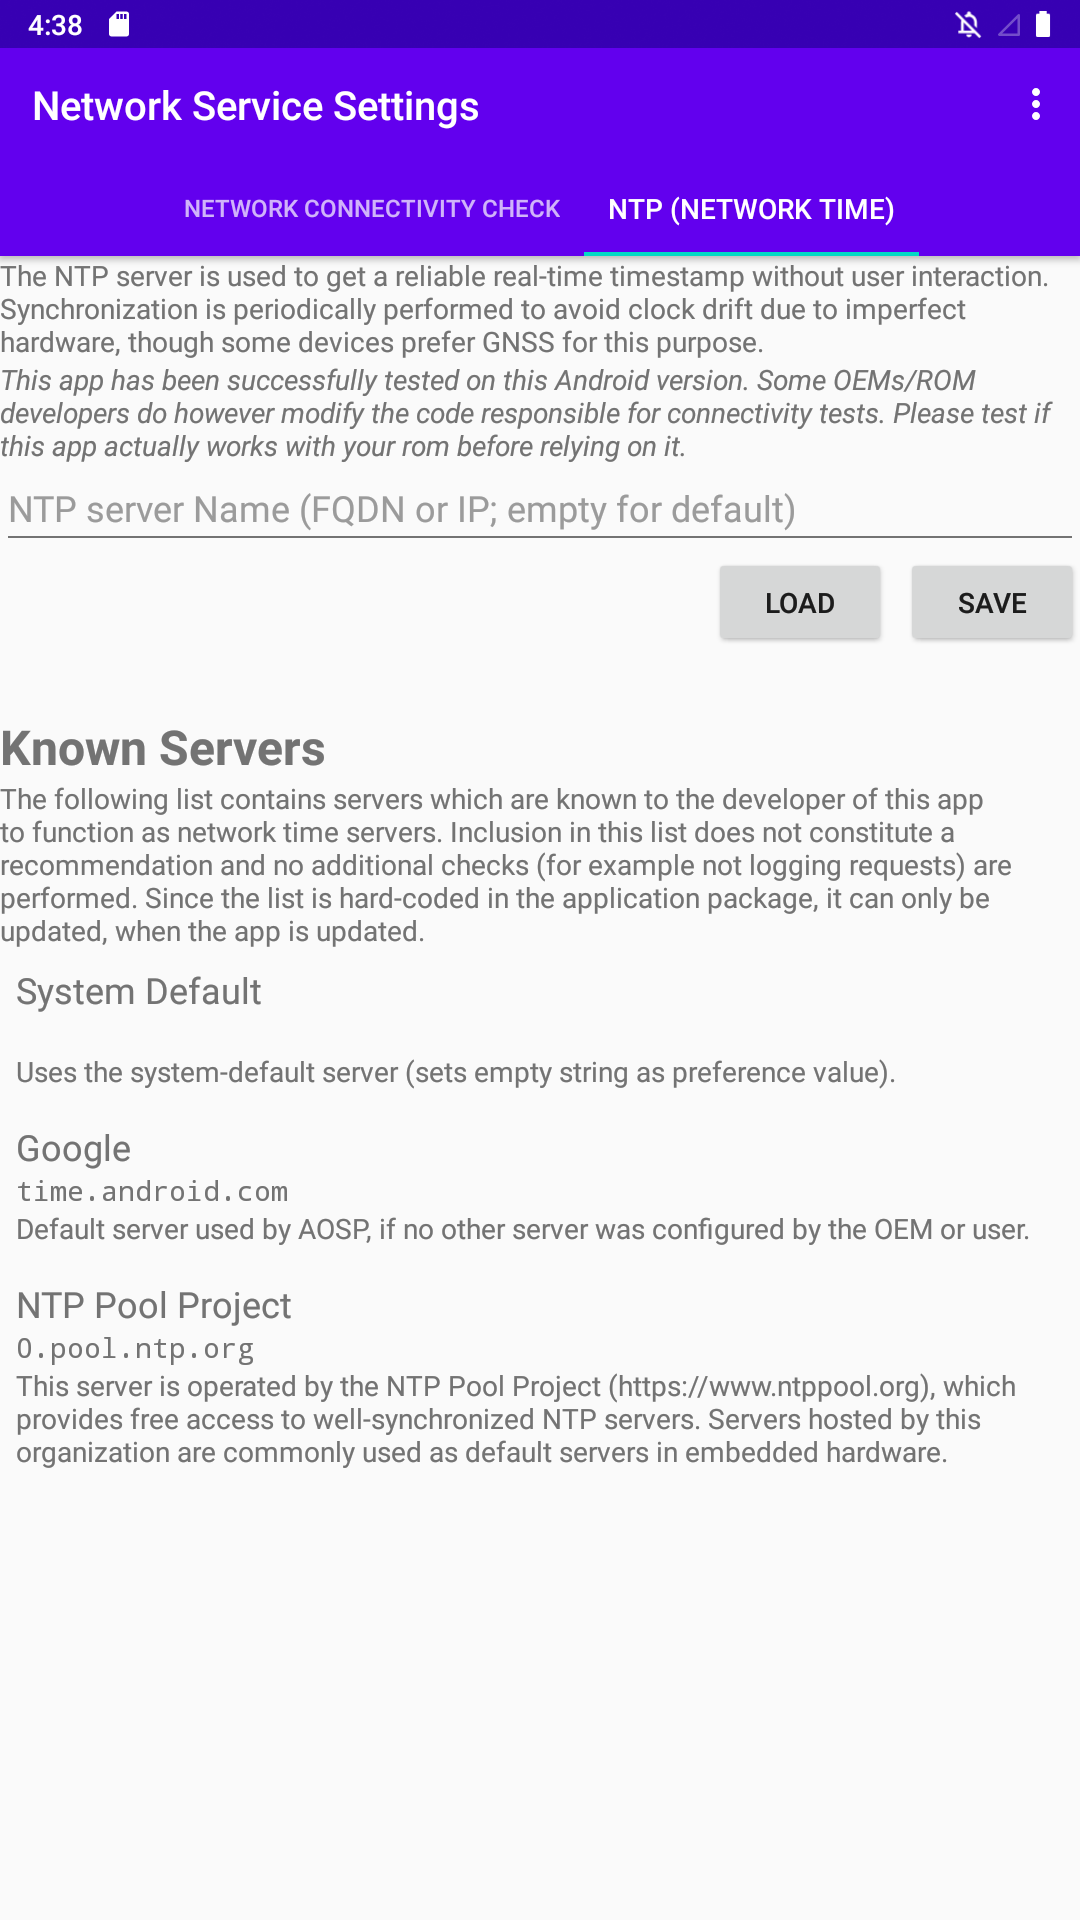 4:38
Network Service Settings
NETWORK CONNECTIVITY CHECK
NTP (NETWORK TIME)
The NTP server is used to get a reliable real-time timestamp without user interaction.
Synchronization is periodically performed to avoid clock drift due to imperfect
hardware, though some devices prefer GNSS for this purpose.
This app has been successfully tested on this Android version. Some OEMs/ROM
developers do however modify the code responsible for connectivity tests. Please test if
this app actually works with your rom before relying on it.
NTP server Name (FQDN or IP; empty for default)
LOAD
SAVE
Known Servers
The following list contains servers which are known to the developer of this app
to function as network time servers. Inclusion in this list does not constitute a
recommendation and no additional checks (for example not logging requests) are
performed. Since the list is hard-coded in the application package, it can only be
updated, when the app is updated.
System Default
Uses the system-default server (sets empty string as preference value).
Google
time.android.com
Default server used by AOSP, if no other server was configured by the OEM or user.
NTP Pool Project
0.pool.ntp.org
This server is operated by the NTP Pool Project (https://www.ntppool.org), which
provides free access to well-synchronized NTP servers. Servers hosted by this
organization are commonly used as default servers in embedded hardware.